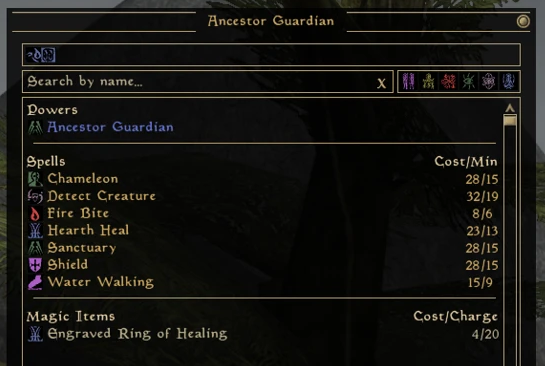 Ancestor Guardian
Search by name... X
Powers
Ancestor Guardian
Spells Cost/Min
Chameleon 28/15
Detect Creature 32/19
Fire Bite 8/6
Hearth Heal 23/13
Sanctuary 28/15
Shield 28/15
Water Walking 15/9
Magic Items Cost/Charge
Engraved Ring of Healing 4/20